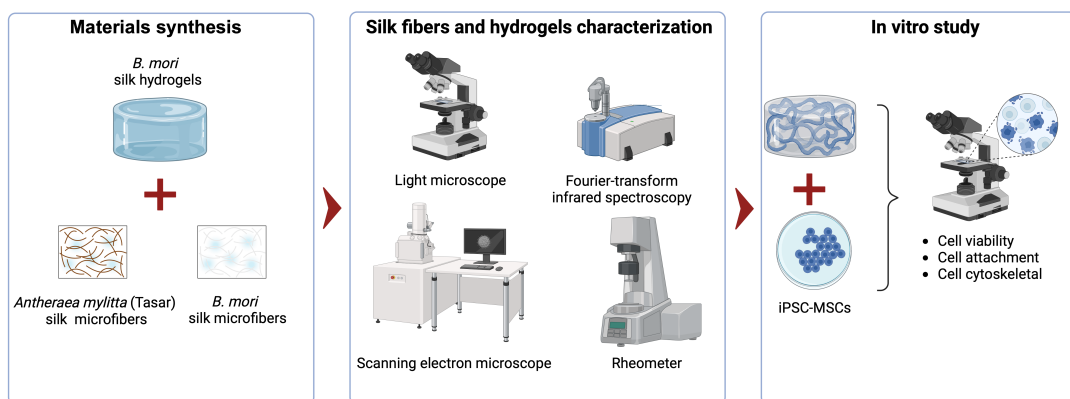 Materials synthesis
B. mori
silk hydrogels
Antheraea mylitta (Tasar)
silk microfibers
B. mori
silk microfibers
Silk fibers and hydrogels characterization
Light microscope
Fourier-transform
infrared spectroscopy
Scanning electron microscope
Rheometer
In vitro study
iPSC-MSCs
• Cell viability
• Cell attachment
• Cell cytoskeletal